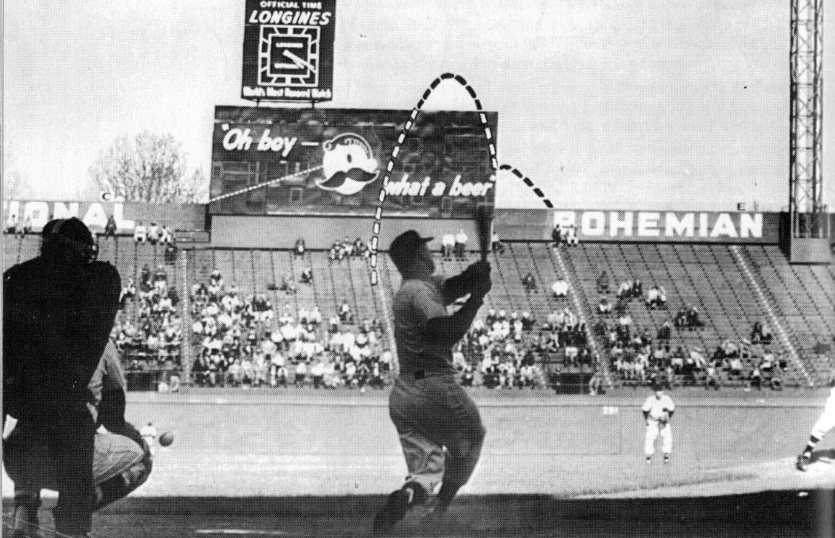 OFFICIAL TIME
LONGINES
World's Most Honored Watch
"Oh boy—
what a beer"
IONAL
BOHEMIAN